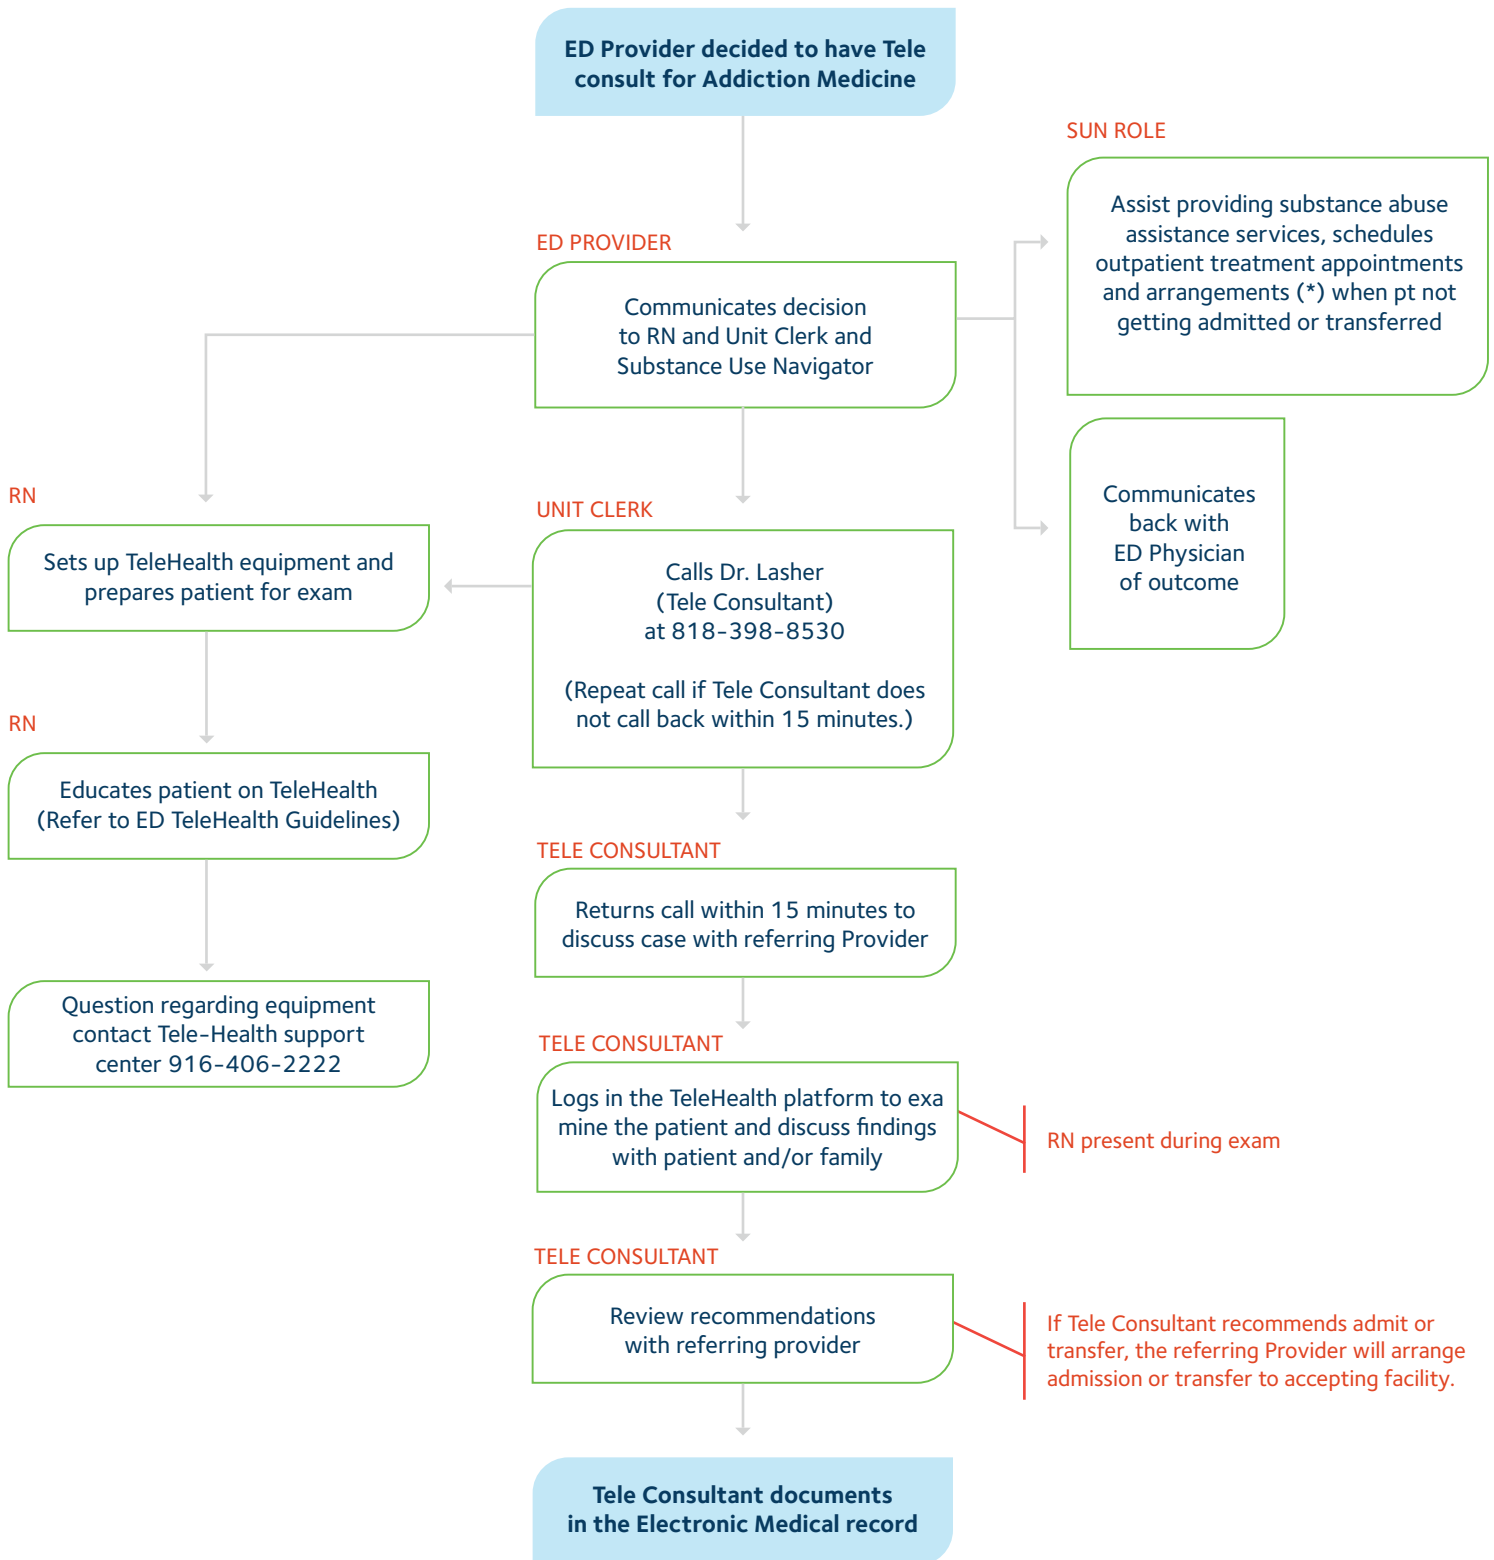 ED Provider decided to have Tele
consult for Addiction Medicine
SUN ROLE
Assist providing substance abuse
assistance services, schedules
outpatient treatment appointments
and arrangements (*) when pt not
getting admitted or transferred
ED PROVIDER
Communicates decision
to RN and Unit Clerk and
Substance Use Navigator
Communicates
back with
ED Physician
of outcome
RN
Sets up TeleHealth equipment and
prepares patient for exam
UNIT CLERK
Calls Dr. Lasher
(Tele Consultant)
at 818-398-8530
(Repeat call if Tele Consultant does
not call back within 15 minutes.)
RN
Educates patient on TeleHealth
(Refer to ED TeleHealth Guidelines)
TELE CONSULTANT
Returns call within 15 minutes to
discuss case with referring Provider
Question regarding equipment
contact Tele-Health support
center 916-406-2222
TELE CONSULTANT
Logs in the TeleHealth platform to exa
mine the patient and discuss findings
with patient and/or family
RN present during exam
TELE CONSULTANT
Review recommendations
with referring provider
If Tele Consultant recommends admit or
transfer, the referring Provider will arrange
admission or transfer to accepting facility.
Tele Consultant documents
in the Electronic Medical record